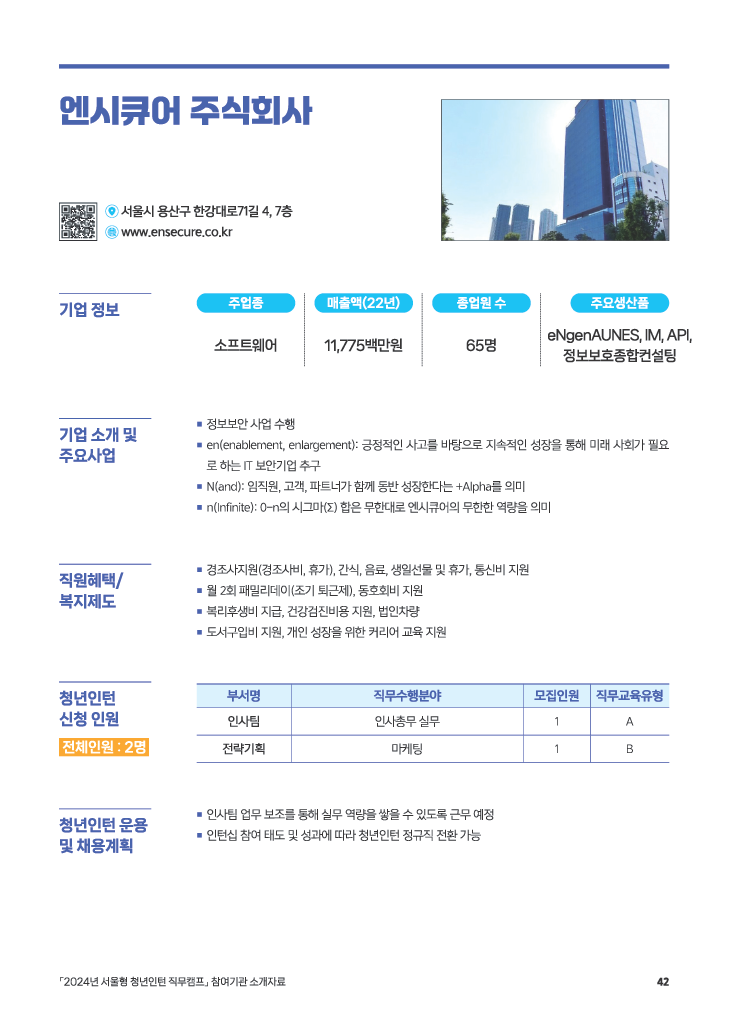 엔시큐어 주식회사
서울시 용산구 한강대로71길 4, 7층
www.ensecure.co.kr
기업 정보
주업종
매출액(22년)
종업원 수
주요생산품
소프트웨어
11,775백만원
65명
eNgenAUNES, IM, API,
정보보호종합컨설팅
기업 소개 및
주요사업
■ 정보보안 사업 수행
■ en(enablement, enlargement): 긍정적인 사고를 바탕으로 지속적인 성장을 통해 미래 사회가 필요
로 하는 IT 보안기업 추구
■ N(and): 임직원, 고객, 파트너가 함께 동반 성장한다는 +Alpha를 의미
■ n(Infinite): 0~n의 시그마(Σ) 합은 무한대로 엔시큐어의 무한한 역량을 의미
직원혜택/
복지제도
■ 경조사지원(경조사비, 휴가), 간식, 음료, 생일선물 및 휴가, 통신비 지원
■ 월 2회 패밀리데이(조기 퇴근제), 동호회비 지원
■ 복리후생비 지급, 건강검진비용 지원, 법인차량
■ 도서구입비 지원, 개인 성장을 위한 커리어 교육 지원
청년인턴
신청 인원
전체인원 : 2명
부서명 직무수행분야 모집인원 직무교육유형
인사팀 인사총무 실무 1 A
전략기획 마케팅 1 B
청년인턴 운용
및 채용계획
■ 인사팀 업무 보조를 통해 실무 역량을 쌓을 수 있도록 근무 예정
■ 인턴십 참여 태도 및 성과에 따라 청년인턴 정규직 전환 가능
「2024년 서울형 청년인턴 직무캠프」 참여기관 소개자료
42